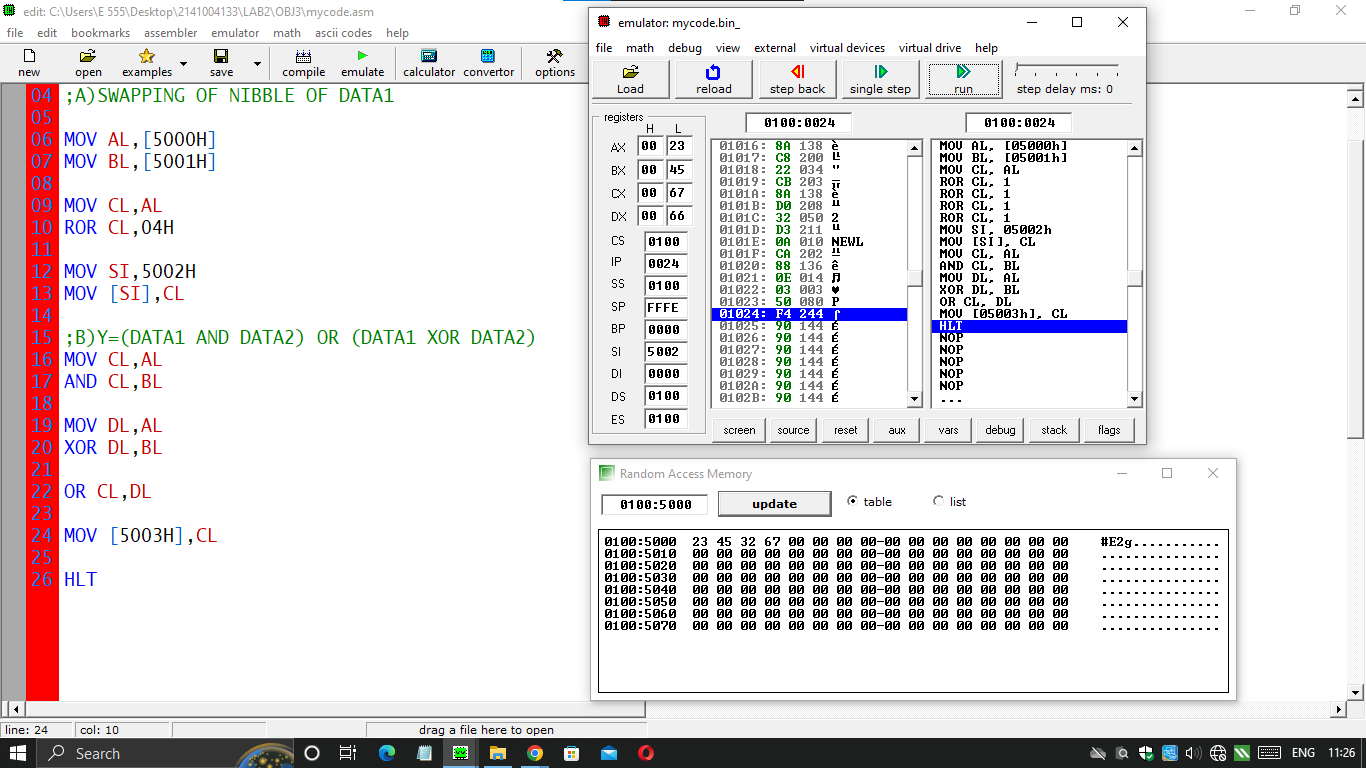 edit: C:\Users\E 555\Desktop\2141004133\LAB2\OBJ3\mycode.asm
file edit bookmarks assembler emulator math ascii codes help
new open examples save compile emulate calculator convertor options
04 ;A)SWAPPING OF NIBBLE OF DATA1
05
06 MOV AL,[5000H]
07 MOV BL,[5001H]
08
09 MOV CL,AL
10 ROR CL,04H
11
12 MOV SI,5002H
13 MOV [SI],CL
14
15 ;B)Y=(DATA1 AND DATA2) OR (DATA1 XOR DATA2)
16 MOV CL,AL
17 AND CL,BL
18
19 MOV DL,AL
20 XOR DL,BL
21
22 OR CL,DL
23
24 MOV [5003H],CL
25
26 HLT
line: 24 col: 10 drag a file here to open
emulator: mycode.bin_
file math debug view external virtual devices virtual drive help
Load reload step back single step run step delay ms: 0
registers
H L
AX 00 23
BX 00 45
CX 00 67
DX 00 66
CS 0100
IP 0024
SS 0100
SP FFFE
BP 0000
SI 5002
DI 0000
DS 0100
ES 0100
0100:0024
01016: 8A 138 è
01017: C8 200 ╚
01018: 22 034 "
01019: CB 203 ╦
0101A: 8A 138 è
0101B: D0 208 ╨
0101C: 32 050 2
0101D: D3 211 ╙
0101E: 0A 010 NEWL
0101F: CA 202 ╩
01020: 88 136 ê
01021: 0E 014 ♬
01022: 03 003 ♥
01023: 50 080 P
01024: F4 244 ⌠
01025: 90 144 É
01026: 90 144 É
01027: 90 144 É
01028: 90 144 É
01029: 90 144 É
0102A: 90 144 É
0102B: 90 144 É
0100:0024
MOV AL, [05000h]
MOV BL, [05001h]
MOV CL, AL
ROR CL, 1
ROR CL, 1
ROR CL, 1
ROR CL, 1
MOV SI, 05002h
MOV [SI], CL
MOV CL, AL
AND CL, BL
MOV DL, AL
XOR DL, BL
OR CL, DL
MOV [05003h], CL
HLT
NOP
NOP
NOP
NOP
NOP
...
screen source reset aux vars debug stack flags
Random Access Memory
0100:5000 update table list
0100:5000 23 45 32 67 00 00 00 00-00 00 00 00 00 00 00 00 #E2g............
0100:5010 00 00 00 00 00 00 00 00-00 00 00 00 00 00 00 00 ................
0100:5020 00 00 00 00 00 00 00 00-00 00 00 00 00 00 00 00 ................
0100:5030 00 00 00 00 00 00 00 00-00 00 00 00 00 00 00 00 ................
0100:5040 00 00 00 00 00 00 00 00-00 00 00 00 00 00 00 00 ................
0100:5050 00 00 00 00 00 00 00 00-00 00 00 00 00 00 00 00 ................
0100:5060 00 00 00 00 00 00 00 00-00 00 00 00 00 00 00 00 ................
0100:5070 00 00 00 00 00 00 00 00-00 00 00 00 00 00 00 00 ................
Search
ENG 11:26